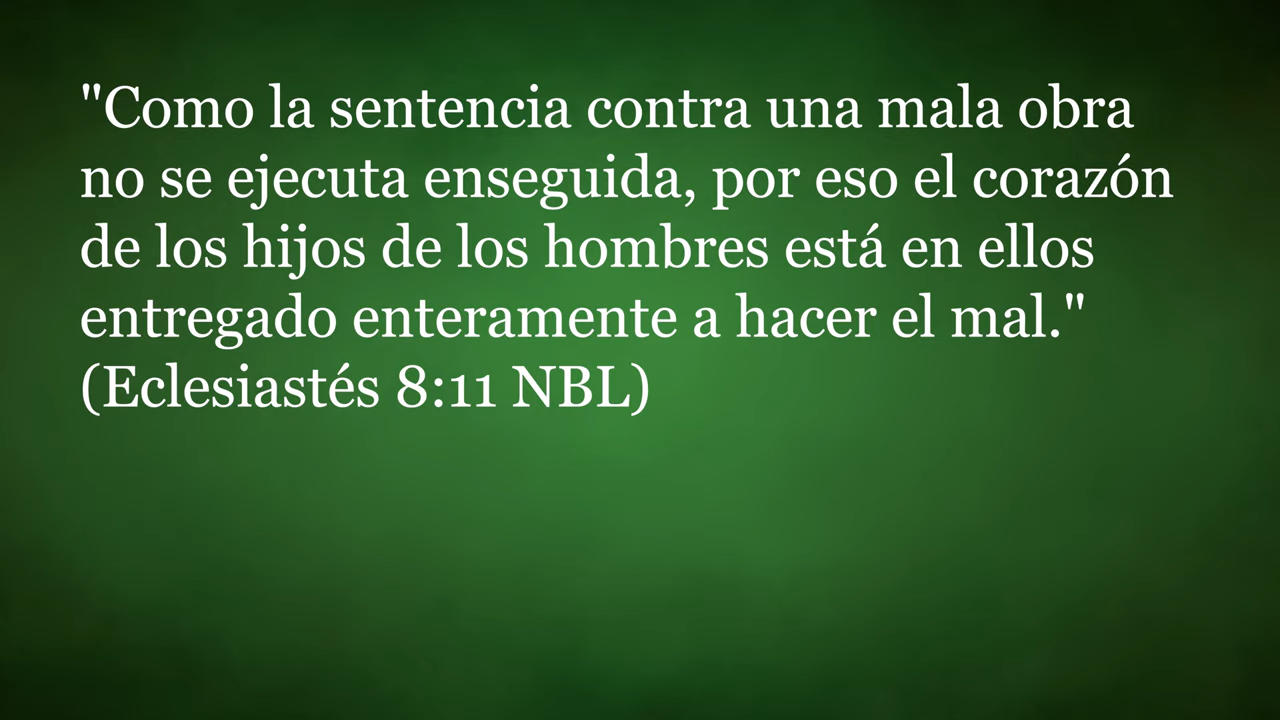 "Como la sentencia contra una mala obra
no se ejecuta enseguida, por eso el corazón
de los hijos de los hombres está en ellos
entregado enteramente a hacer el mal."
(Eclesiastés 8:11 NBL)